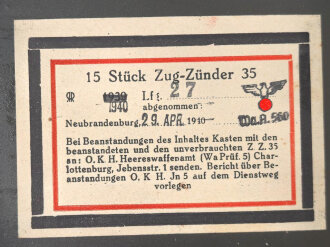 15 Stück Zug-Zünder 35
1939 Lfg. 27
1940 abgenommen:
Neubrandenburg, 29. APR. 1940 Wa.A. 560
Bei Beanstandungen des Inhaltes Kasten mit den
beanstandeten und den unverbrauchten Z. Z. 35
an: O. K. H. Heereswaffenamt (Wa Prüf. 5) Char-
lottenburg, Jebensstr. 1 senden. Bericht über Be-
anstandungen O. K. H. Jn 5 auf dem Dienstweg
vorlegen